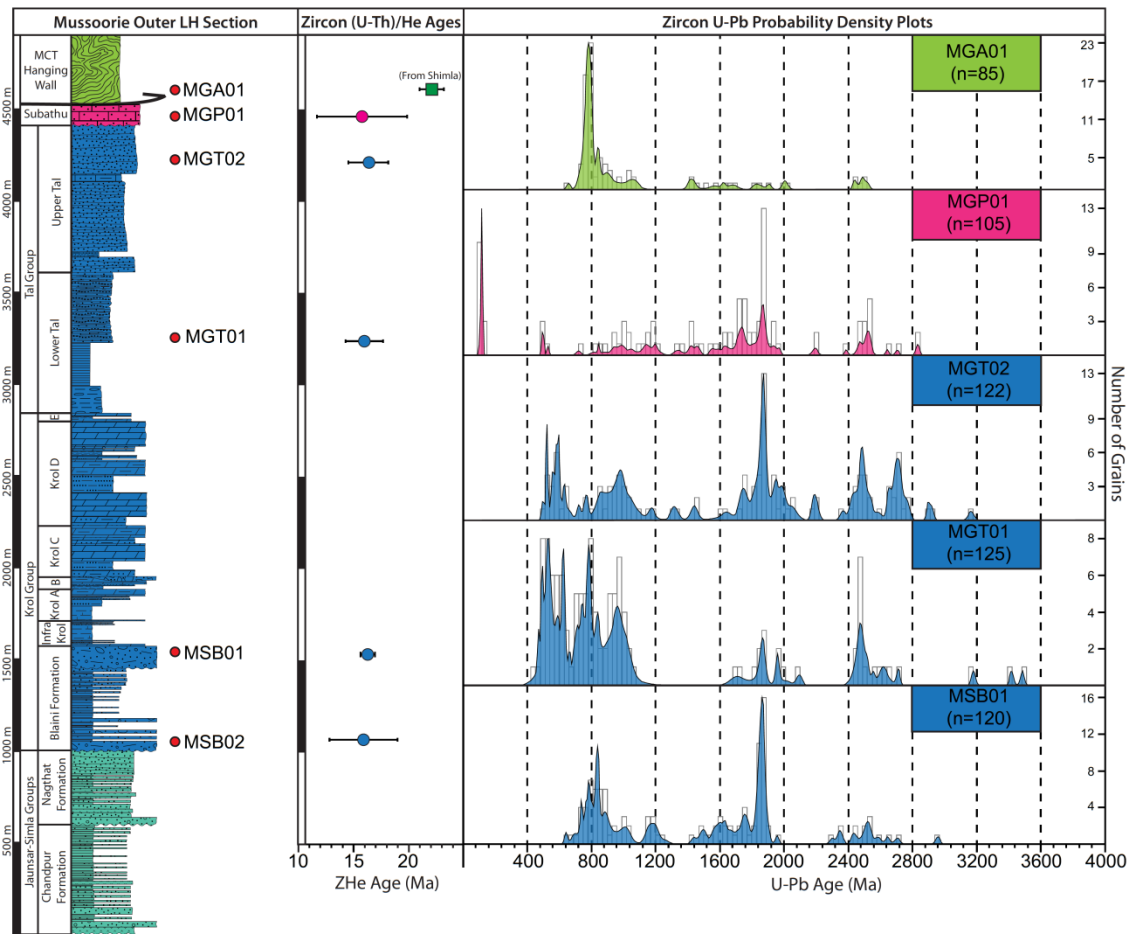 Mussoorie Outer LH Section
Zircon (U-Th)/He Ages
Zircon U-Pb Probability Density Plots
MCT
Hanging
Wall
Subathu
Tal Group
Upper Tal
Lower Tal
Krol Group
E
Krol D
Krol C
B
Krol A
Infra
Krol
Blaini Formation
Jaunsar-Simla Groups
Nagthat
Formation
Chandpur
Formation
4500 m
4000 m
3500 m
3000 m
2500 m
2000 m
1500 m
1000 m
500 m
MGA01
MGP01
MGT02
MGT01
MSB01
MSB02
(From Shimla)
10
15
20
ZHe Age (Ma)
MGA01
(n=85)
23
17
11
5
MGP01
(n=105)
13
9
6
3
MGT02
(n=122)
13
9
6
3
MGT01
(n=125)
8
6
4
2
MSB01
(n=120)
16
12
8
4
Number of Grains
400
800
1200
1600
2000
2400
2800
3200
3600
4000
U-Pb Age (Ma)